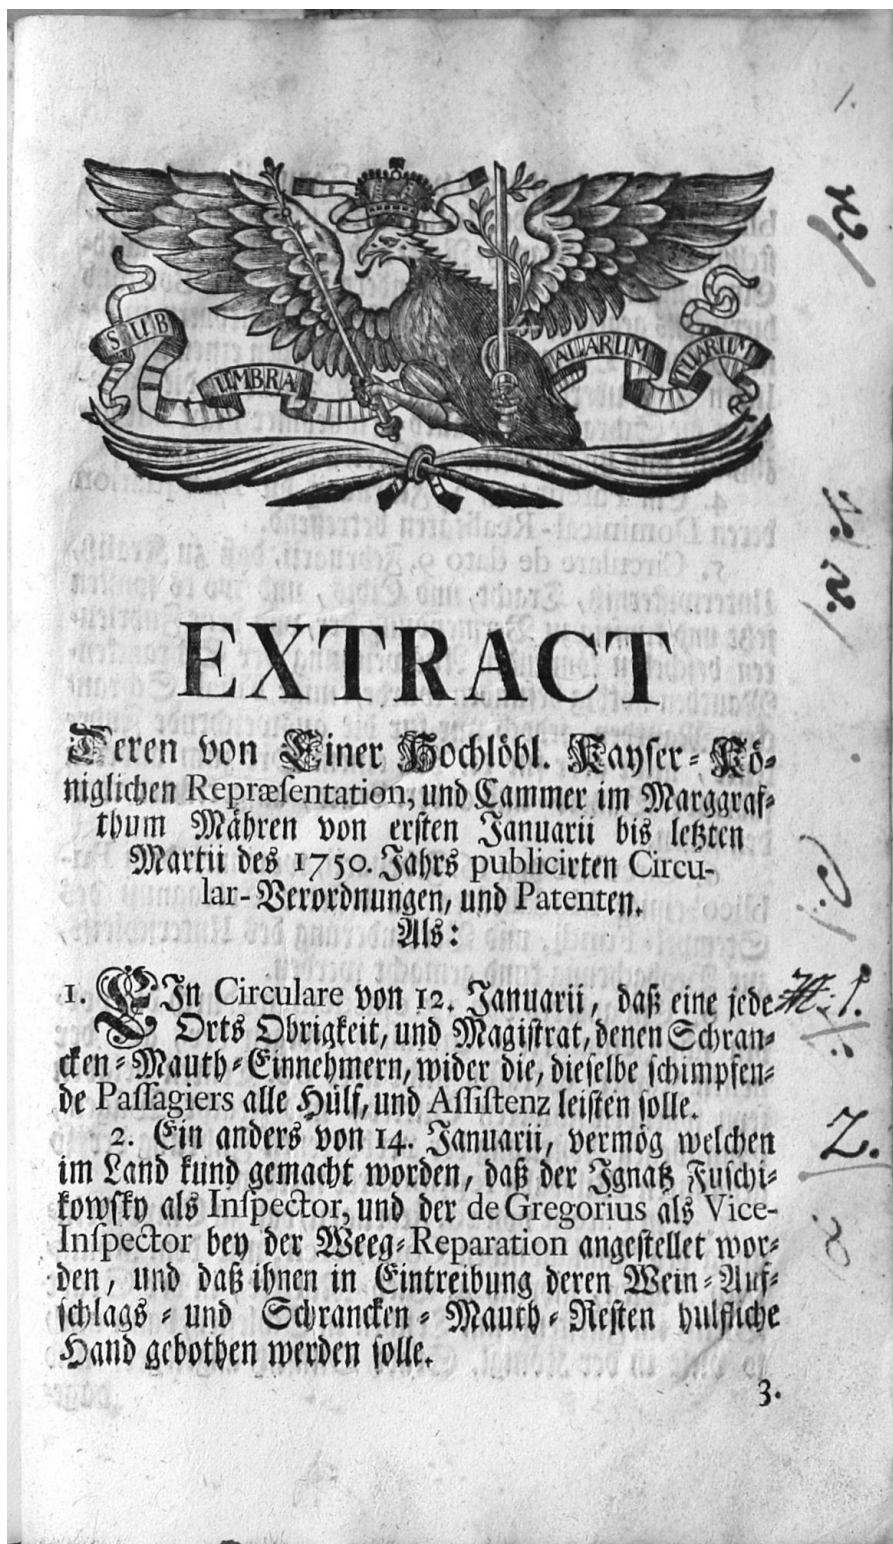 1.
SUB UMBRA ALARUM TUARUM
EXTRACT
Deren von Einer Hochlöbl. Kayser-Kö-
niglichen Repræsentation, und Cammer im Marggraf-
thum Mähren von ersten Januarii bis letzten
Martii des 1750. Jahrs publicirten Circu-
lar-Verordnungen, und Patenten.
Als:
1. EIn Circulare von 12. Januarii, daß eine jede
Orts Obrigkeit, und Magistrat, denen Schran-
cken-Mauth-Einnehmern, wider die, dieselbe schimpfen-
de Passagiers alle Hülf, und Assistenz leisten solle.
2. Ein anders von 14. Januarii, vermög welchen
im Land kund gemacht worden, daß der Ignatz Fuschi-
kowsky als Inspector, und der de Gregorius als Vice-
Inspector bey der Weeg-Reparation angestellet wor-
den, und daß ihnen in Eintreibung deren Wein-Auf-
schlags- und Schrancken-Mauth-Resten hulfliche
Hand gebothen werden solle.
3.